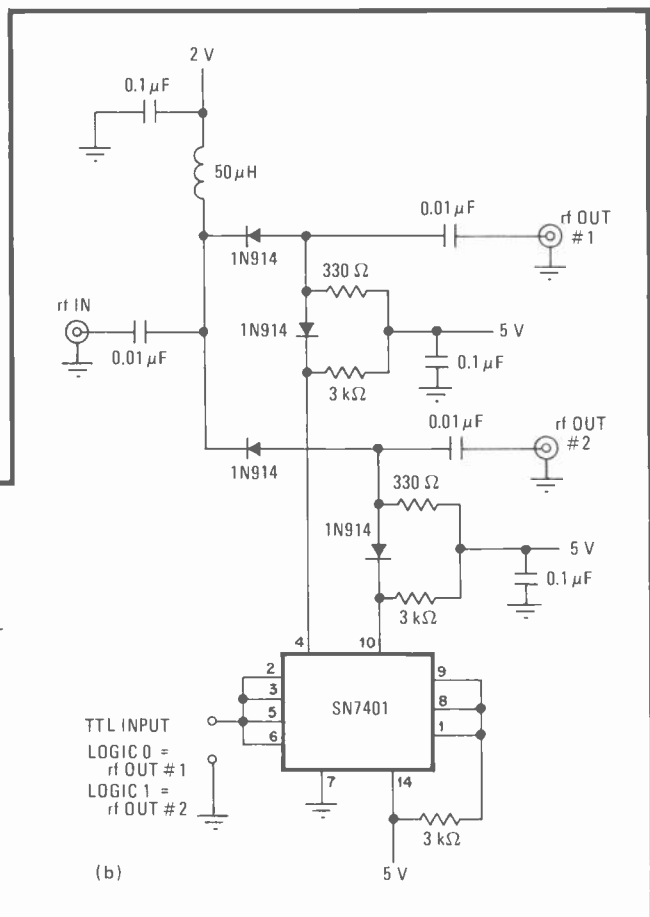 2 V
0.1 µF
50 µH
0.01 µF
rf OUT
#1
1N914
330 Ω
rf IN
1N914
5 V
0.01 µF
0.1 µF
3 kΩ
0.01 µF
rf OUT
#2
1N914
330 Ω
1N914
5 V
0.1 µF
3 kΩ
4
10
2
9
3
SN7401
8
5
1
6
TTL INPUT
LOGIC 0 =
rf OUT #1
LOGIC 1 =
rf OUT #2
7
14
3 kΩ
(b)
5 V